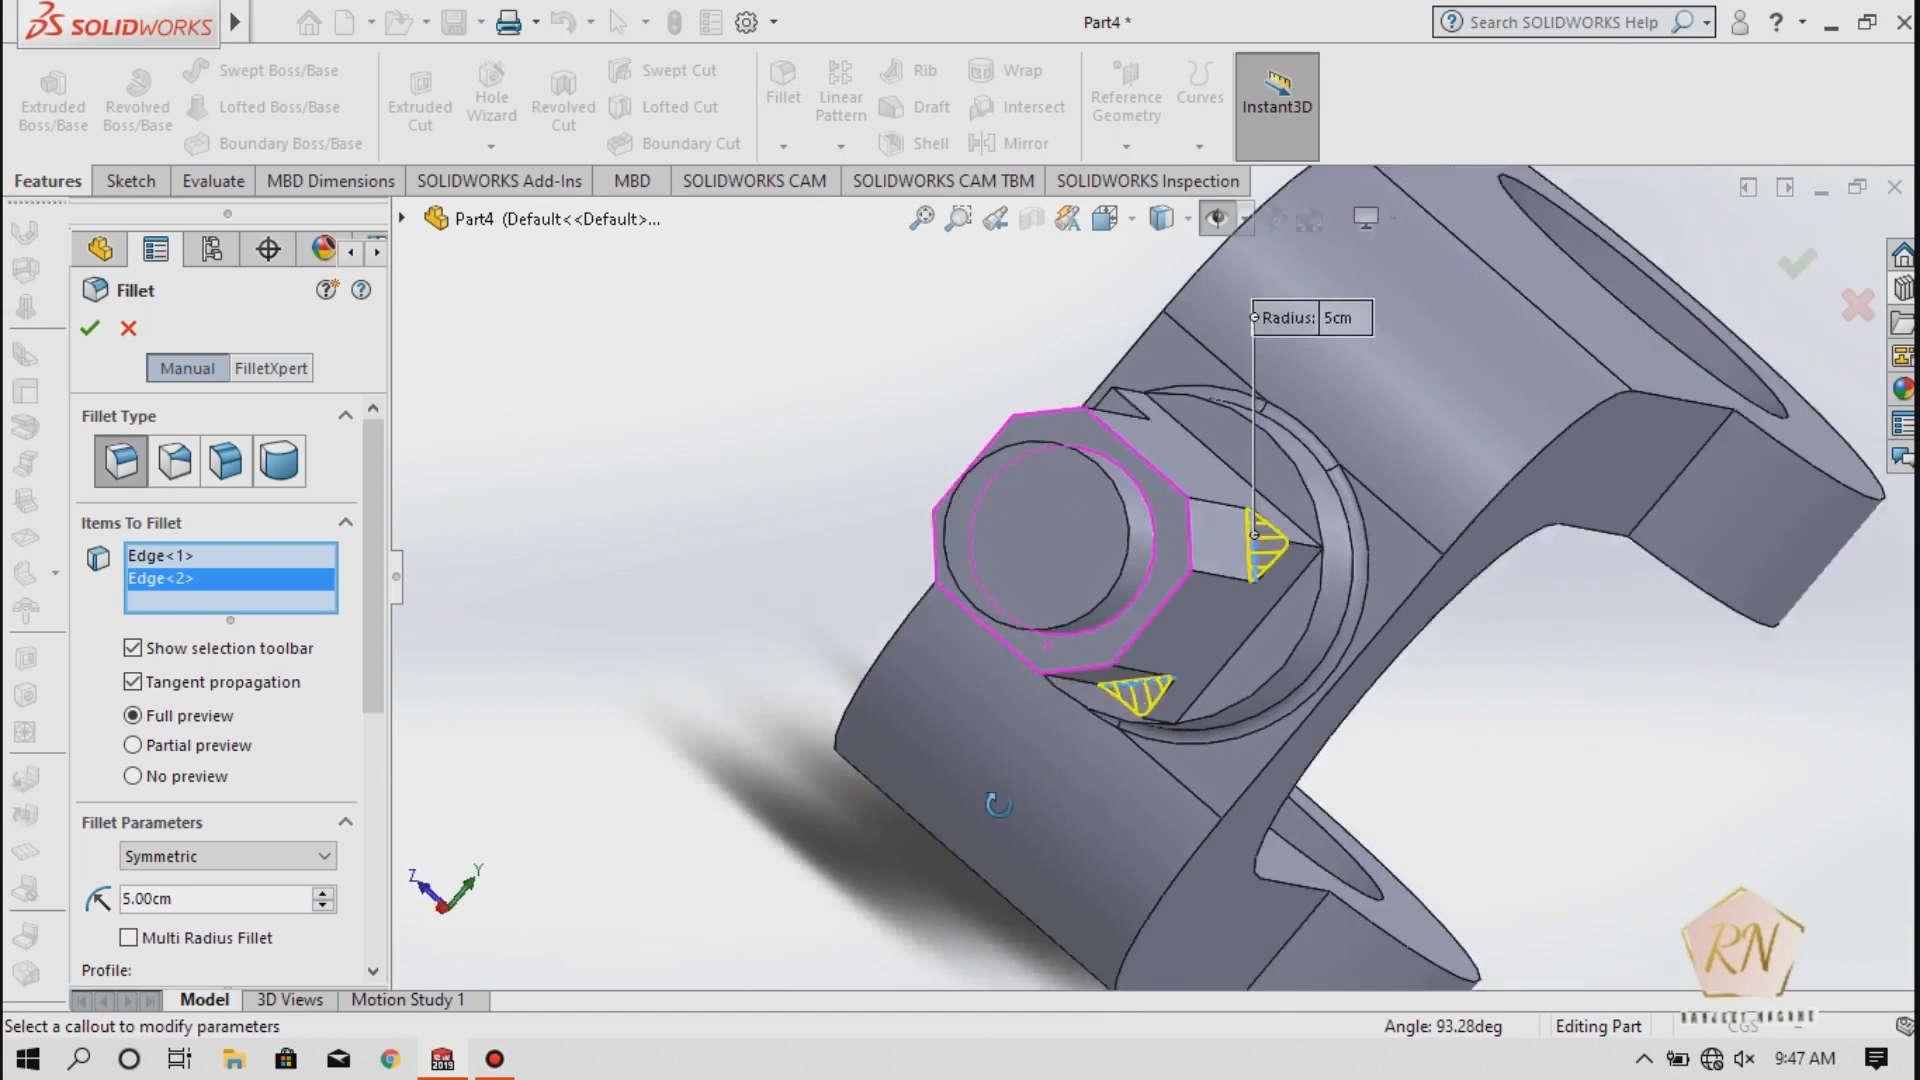 SOLIDWORKS
Part4 *
Search SOLIDWORKS Help
Extruded Boss/Base
Revolved Boss/Base
Swept Boss/Base
Lofted Boss/Base
Boundary Boss/Base
Extruded Cut
Hole Wizard
Revolved Cut
Swept Cut
Lofted Cut
Boundary Cut
Fillet
Linear Pattern
Rib
Draft
Shell
Wrap
Intersect
Mirror
Reference Geometry
Curves
Instant3D
Features
Sketch
Evaluate
MBD Dimensions
SOLIDWORKS Add-Ins
MBD
SOLIDWORKS CAM
SOLIDWORKS CAM TBM
SOLIDWORKS Inspection
Part4 (Default<<Default>...
Fillet
Manual
FilletXpert
Fillet Type
Items To Fillet
Edge<1>
Edge<2>
Show selection toolbar
Tangent propagation
Full preview
Partial preview
No preview
Fillet Parameters
Symmetric
5.00cm
Multi Radius Fillet
Profile:
Radius: 5cm
Z
Y
RN
Model
3D Views
Motion Study 1
Select a callout to modify parameters
Angle: 93.28deg
Editing Part
CGS
2019
9:47 AM